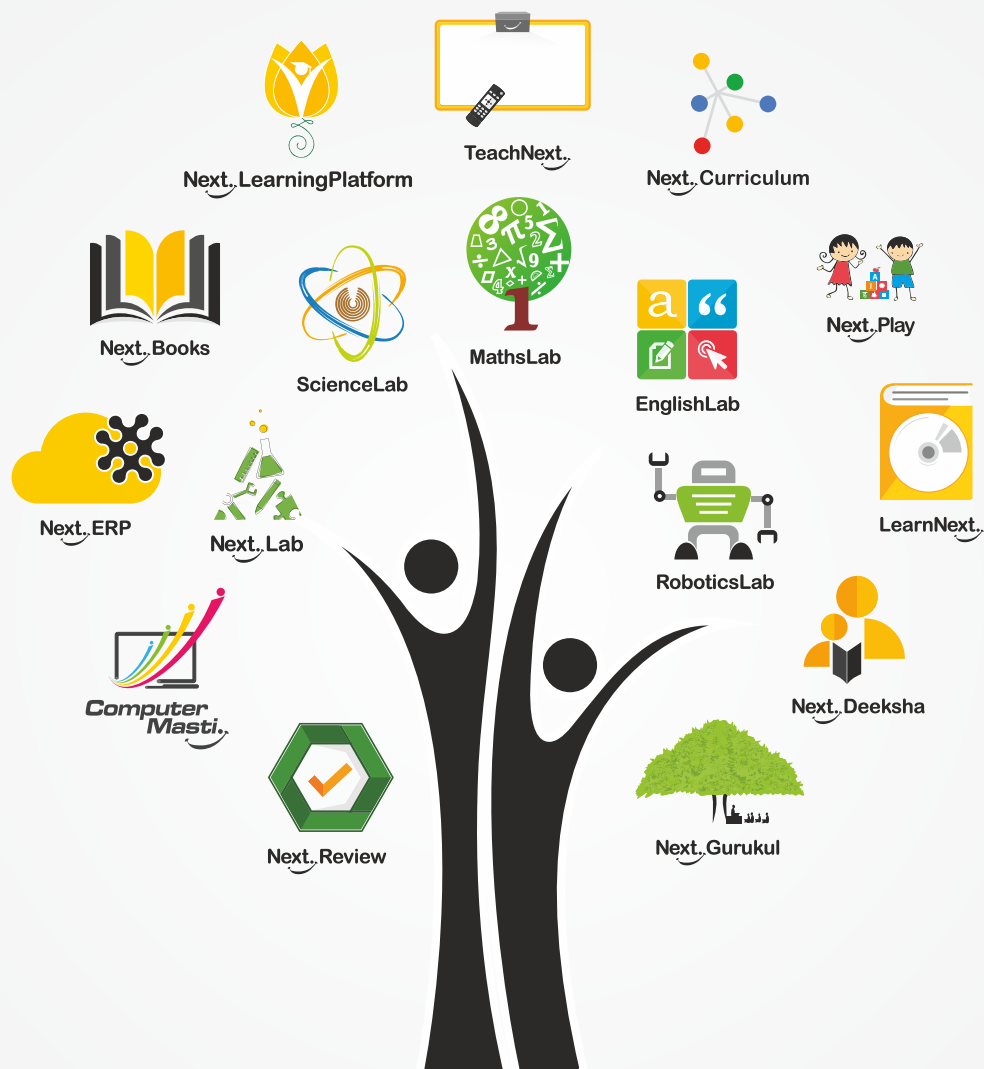 TeachNext..
Next..LearningPlatform
Next..Curriculum
Next..Books
ScienceLab
MathsLab
a “
EnglishLab
Next..Play
Next..ERP
Next..Lab
RoboticsLab
LearnNext..
Computer
Masti..
Next..Deeksha
Next..Review
Next..Gurukul